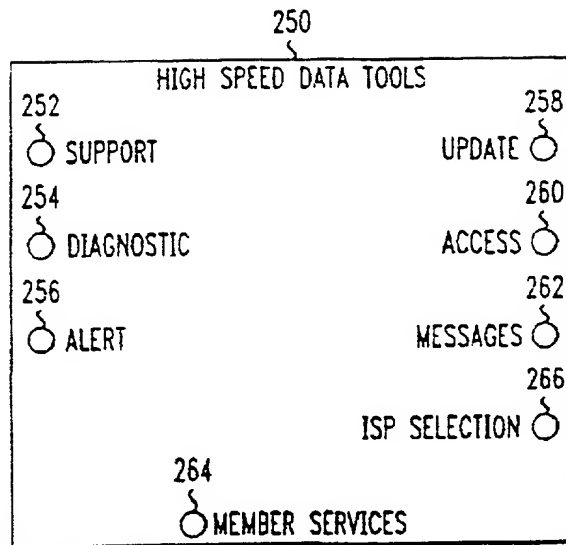 250
HIGH SPEED DATA TOOLS
252
SUPPORT
258
UPDATE
254
DIAGNOSTIC
260
ACCESS
256
ALERT
262
MESSAGES
266
ISP SELECTION
264
MEMBER SERVICES